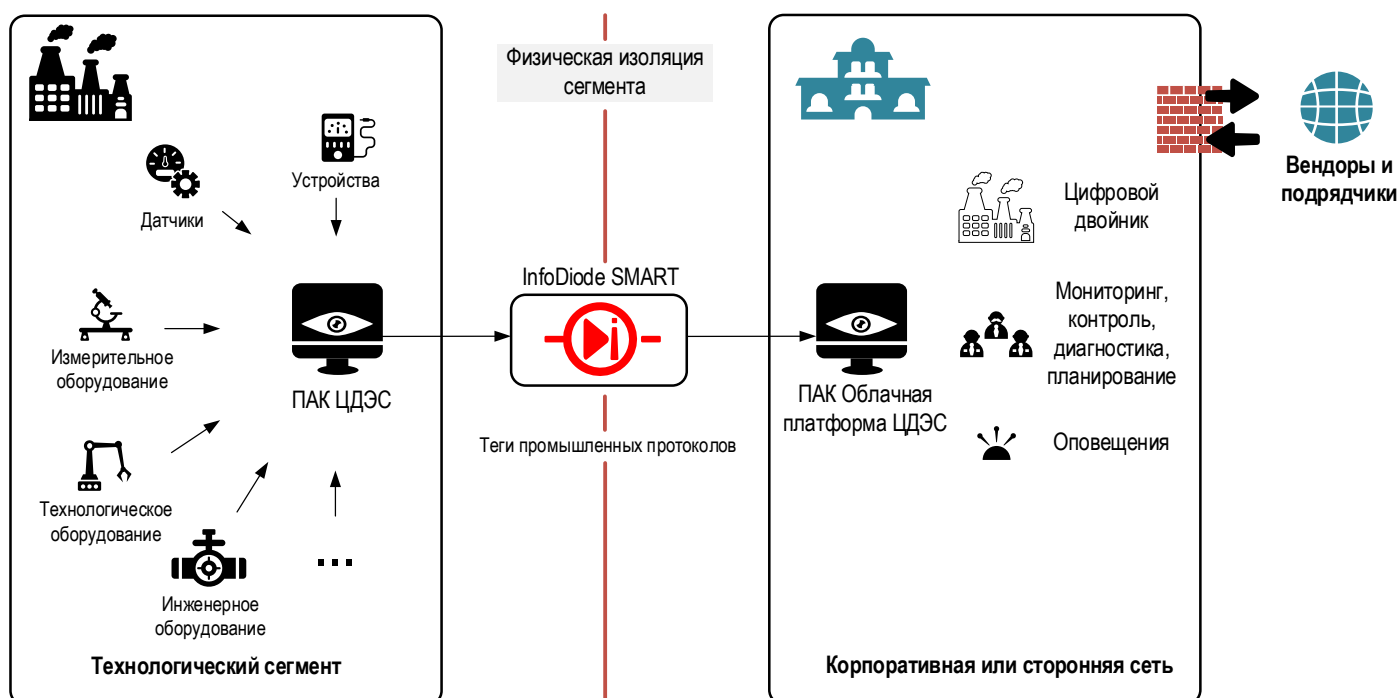 Физическая изоляция
сегмента
Устройства
Датчики
Вендоры и
подрядчики
Цифровой
двойник
InfoDiode SMART
Измерительное
оборудование
ПАК ЦДЭС
Мониторинг,
контроль,
диагностика,
планирование
ПАК Облачная
платформа ЦДЭС
Теги промышленных протоколов
Оповещения
Технологическое
оборудование
...
Инженерное
оборудование
Технологический сегмент
Корпоративная или сторонняя сеть